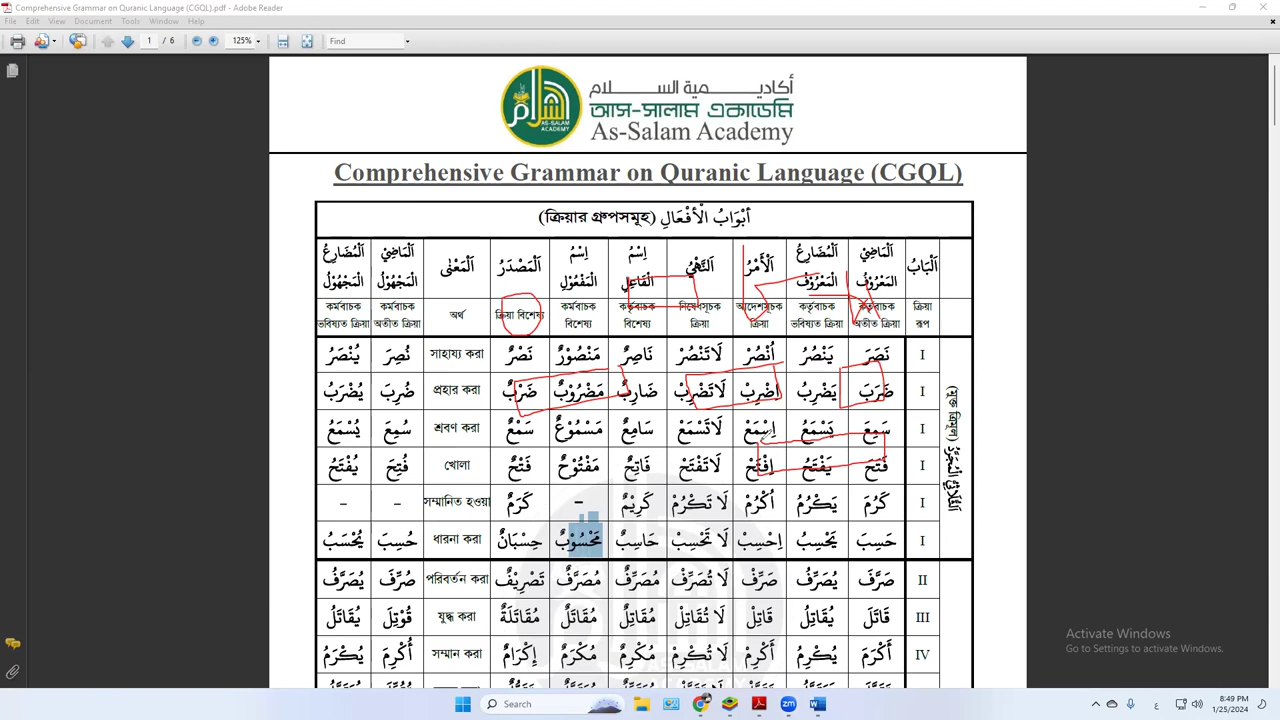 Comprehensive Grammar on Quranic Language (CGQL).pdf - Adobe Reader
File Edit View Document Tools Window Help
1 / 6 125% Find
أكاديـــمية الســـــلام
আস-সালাম একাডেমি
As-Salam Academy
AS-SALAM ACADEMY
Comprehensive Grammar on Quranic Language (CGQL)
أَبْوَابُ الْأَفْعَالِ (ক্রিয়ার গ্রুপসমূহ)
اَلْبَابُ اَلْمَاضِيْ الْمَعْرُوْفُ اَلْمُضَارِعُ الْمَعْرُوْفُ اَلْأَمْرُ اَلنَّهْيُ اِسْمُ الْفَاعِلِ اِسْمُ الْمَفْعُوْلِ اَلْمَصْدَرُ اَلْمَعْنٰى اَلْمَاضِيْ الْمَجْهُوْلُ اَلْمُضَارِعُ الْمَجْهُوْلُ
ক্রিয়া রূপ কর্তৃবাচক অতীত ক্রিয়া কর্তৃবাচক ভবিষ্যত ক্রিয়া আদেশসূচক ক্রিয়া নিষেধসূচক ক্রিয়া কর্তৃবাচক বিশেষ্য কর্মবাচক বিশেষ্য ক্রিয়া বিশেষ্য অর্থ কর্মবাচক অতীত ক্রিয়া কর্মবাচক ভবিষ্যত ক্রিয়া
I نَصَرَ يَنْصُرُ اُنْصُرْ لَاتَنْصُرْ نَاصِرٌ مَنْصُوْرٌ نَصْرٌ সাহায্য করা نُصِرَ يُنْصَرُ
I ضَرَبَ يَضْرِبُ اِضْرِبْ لَاتَضْرِبْ ضَارِبٌ مَضْرُوْبٌ ضَرْبٌ প্রহার করা ضُرِبَ يُضْرَبُ
I سَمِعَ يَسْمَعُ اِسْمَعْ لَاتَسْمَعْ سَامِعٌ مَسْمُوْعٌ سَمْعٌ শ্রবণ করা سُمِعَ يُسْمَعُ
I فَتَحَ يَفْتَحُ اِفْتَحْ لَاتَفْتَحْ فَاتِحٌ مَفْتُوْحٌ فَتْحٌ খোলা فُتِحَ يُفْتَحُ
I كَرُمَ يَكْرُمُ اُكْرُمْ لَا تَكْرُمْ كَرِيْمٌ – كَرَمٌ সম্মানিত হওয়া – –
I حَسِبَ يَحْسِبُ اِحْسِبْ لَا تَحْسِبْ حَاسِبٌ مَحْسُوْبٌ حِسْبَانٌ ধারনা করা حُسِبَ يُحْسَبُ
II صَرَّفَ يُصَرِّفُ صَرِّفْ لَا تُصَرِّفْ مُصَرِّفٌ مُصَرَّفٌ تَصْرِيْفٌ পরিবর্তন করা صُرِّفَ يُصَرَّفُ
III قَاتَلَ يُقَاتِلُ قَاتِلْ لَا تُقَاتِلْ مُقَاتِلٌ مُقَاتَلٌ مُقَاتَلَةٌ যুদ্ধ করা قُوْتِلَ يُقَاتَلُ
IV أَكْرَمَ يُكْرِمُ أَكْرِمْ لَا تُكْرِمْ مُكْرِمٌ مُكْرَمٌ إِكْرَامٌ সম্মান করা أُكْرِمَ يُكْرَمُ
Activate Windows
Go to Settings to activate Windows.
Search
8:49 PM
1/25/2024